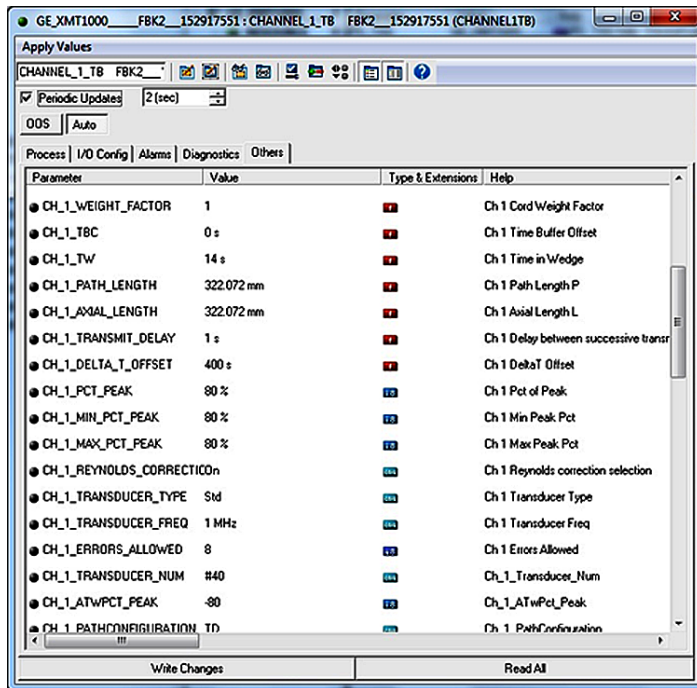 GE_XMT1000_____FBK2__152917551 : CHANNEL_1_TB FBK2__152917551 (CHANNEL1TB)
Apply Values
CHANNEL_1_TB FBK2__
Periodic Updates 2 (sec)
OOS Auto
Process I/O Config Alarms Diagnostics Others
Parameter Value Type & Extensions Help
CH_1_WEIGHT_FACTOR 1 Ch 1 Cord Weight Factor
CH_1_TBC 0 s Ch 1 Time Buffer Offset
CH_1_TW 14 s Ch 1 Time in Wedge
CH_1_PATH_LENGTH 322.072 mm Ch 1 Path Length P
CH_1_AXIAL_LENGTH 322.072 mm Ch 1 Axial Length L
CH_1_TRANSMIT_DELAY 1 s Ch 1 Delay between successive transr
CH_1_DELTA_T_OFFSET 400 s Ch 1 DeltaT Offset
CH_1_PCT_PEAK 80 % Ch 1 Pct of Peak
CH_1_MIN_PCT_PEAK 80 % Ch 1 Min Peak Pct
CH_1_MAX_PCT_PEAK 80 % Ch 1 Max Peak Pct
CH_1_REYNOLDS_CORRECTIC On Ch 1 Reynolds correction selection
CH_1_TRANSDUCER_TYPE Std Ch 1 Transducer Type
CH_1_TRANSDUCER_FREQ 1 MHz Ch 1 Transducer Freq
CH_1_ERRORS_ALLOWED 8 Ch 1 Errors Allowed
CH_1_TRANSDUCER_NUM #40 Ch_1_Transducer_Num
CH_1_ATWPCT_PEAK -80 Ch_1_ATwPct_Peak
CH_1_PATHCONFIGURATION TD Ch_1_PathConfiguration
Write Changes Read All